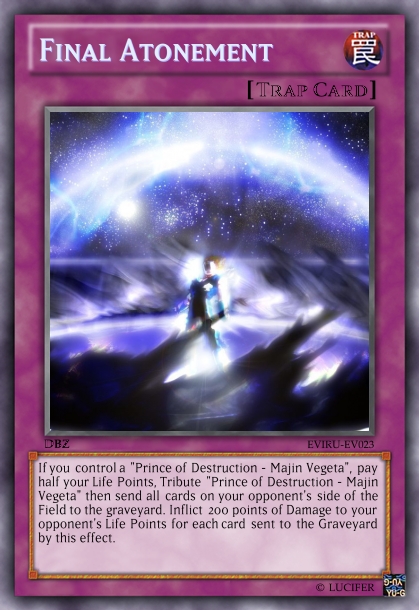 FINAL ATONEMENT
TRAP
罠
[TRAP CARD]
DBZ
EVIRU-EV023
If you control a "Prince of Destruction - Majin Vegeta", pay
half your Life Points, Tribute "Prince of Destruction - Majin
Vegeta" then send all cards on your opponent's side of the
Field to the graveyard. Inflict 200 points of Damage to your
opponent's Life Points for each card sent to the Graveyard
by this effect.
© LUCIFER
YU-G